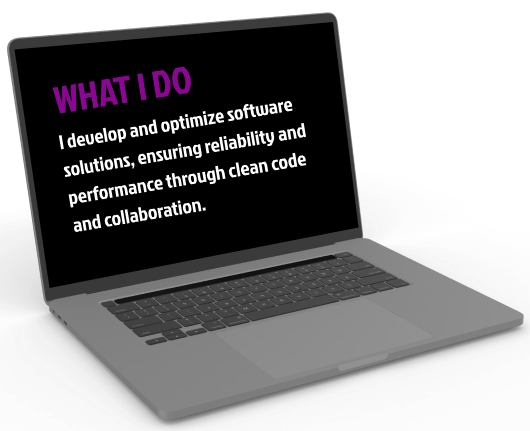 WHAT I DO
I develop and optimize software
solutions, ensuring reliability and
performance through clean code
and collaboration.